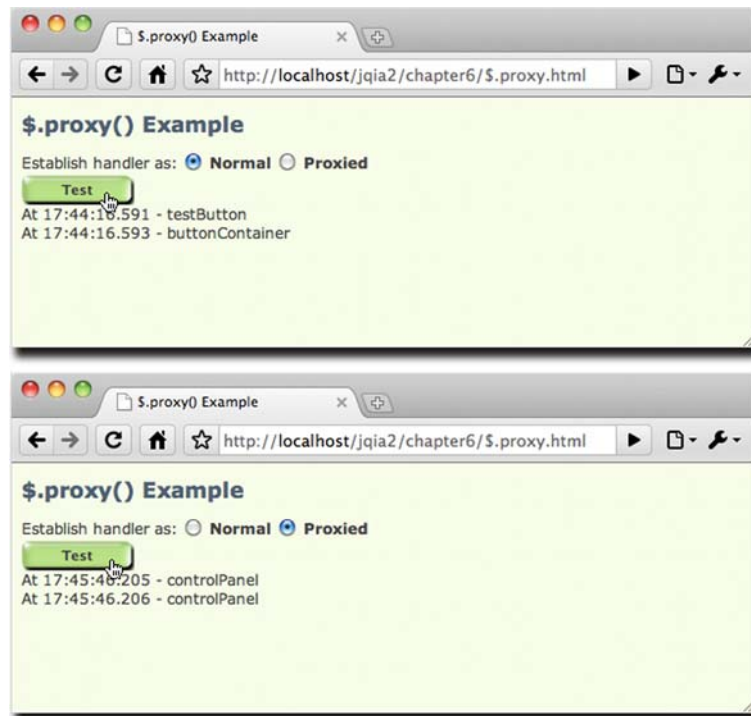 $.proxy() Example
http://localhost/jqia2/chapter6/$.proxy.html
$.proxy() Example
Establish handler as: Normal Proxied
Test
At 17:44:16.591 - testButton
At 17:44:16.593 - buttonContainer
$.proxy() Example
http://localhost/jqia2/chapter6/$.proxy.html
$.proxy() Example
Establish handler as: Normal Proxied
Test
At 17:45:46.205 - controlPanel
At 17:45:46.206 - controlPanel